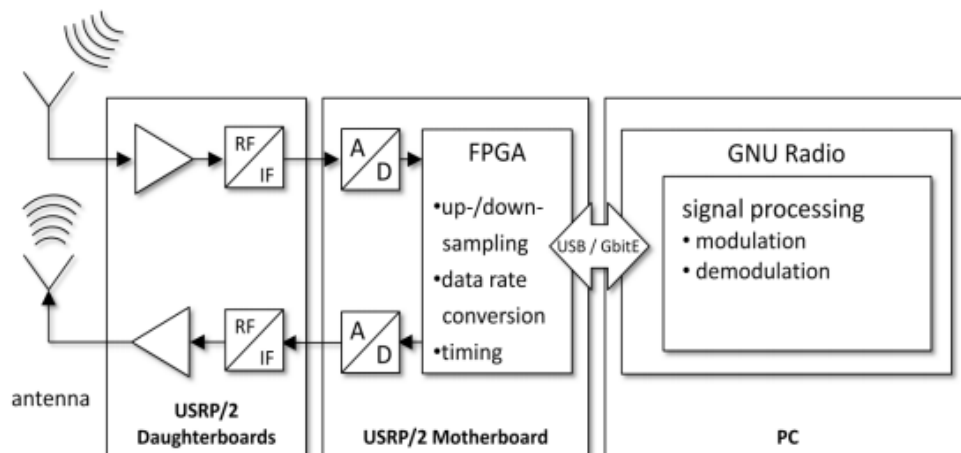 RF
IF
A
D
FPGA
•up-/down-
sampling
•data rate
conversion
•timing
USB / GbitE
GNU Radio
signal processing
• modulation
• demodulation
RF
IF
A
D
antenna
USRP/2
Daughterboards
USRP/2 Motherboard
PC